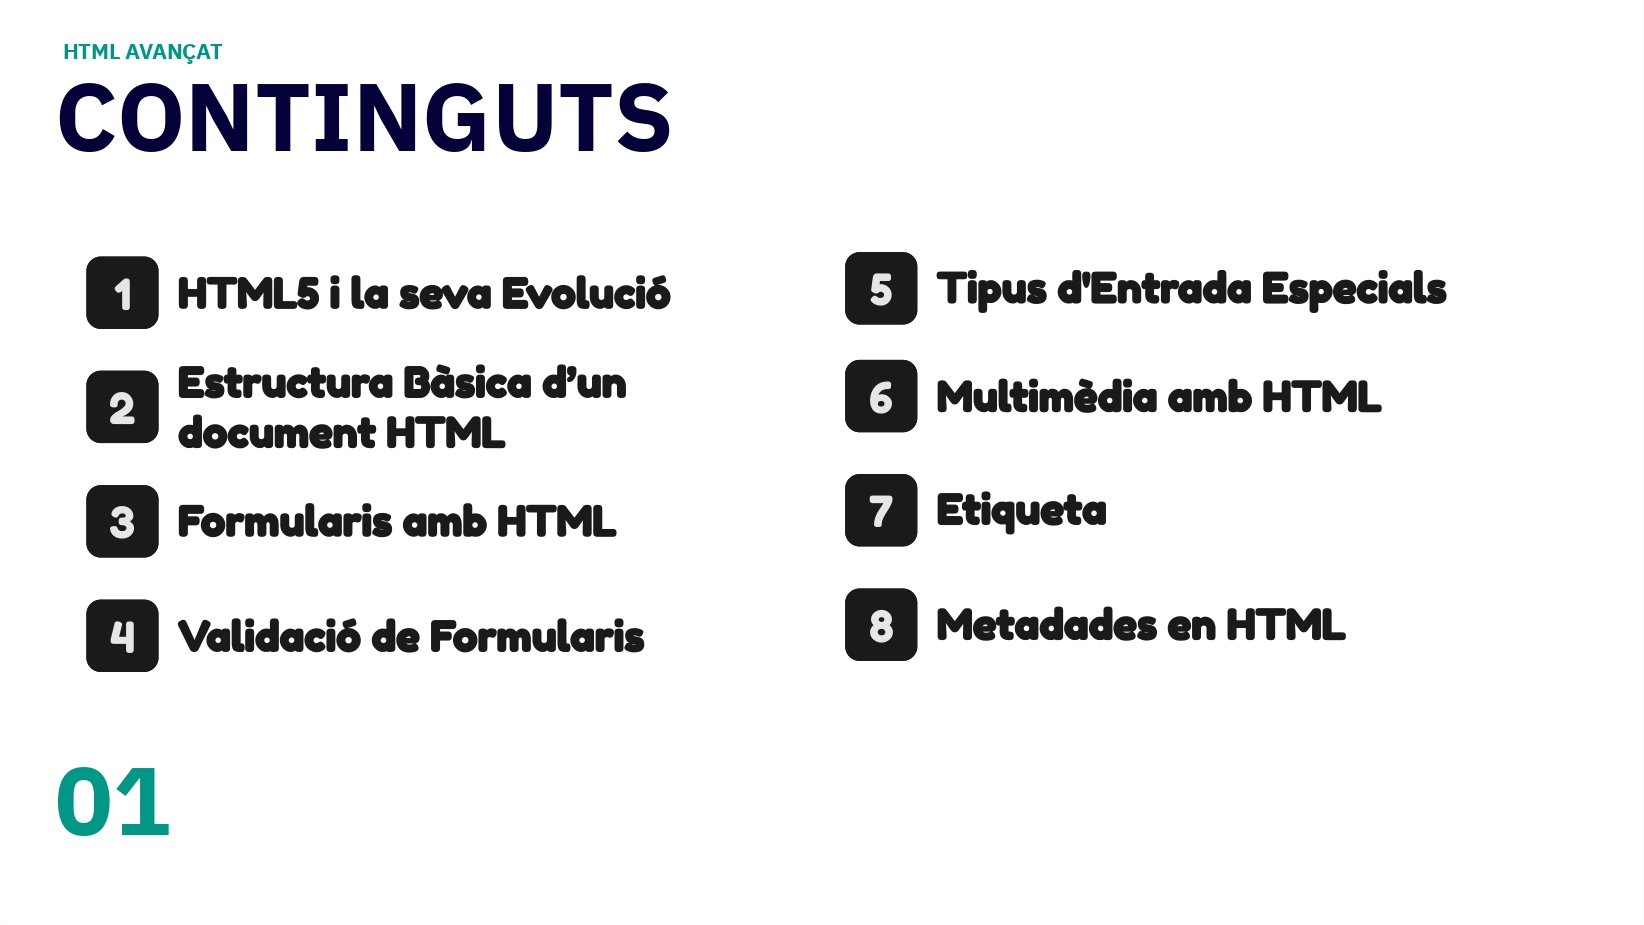 HTML AVANÇAT
CONTINGUTS
1 HTML5 i la seva Evolució
2 Estructura Bàsica d’un
document HTML
3 Formularis amb HTML
4 Validació de Formularis
5 Tipus d'Entrada Especials
6 Multimèdia amb HTML
7 Etiqueta
8 Metadades en HTML
01